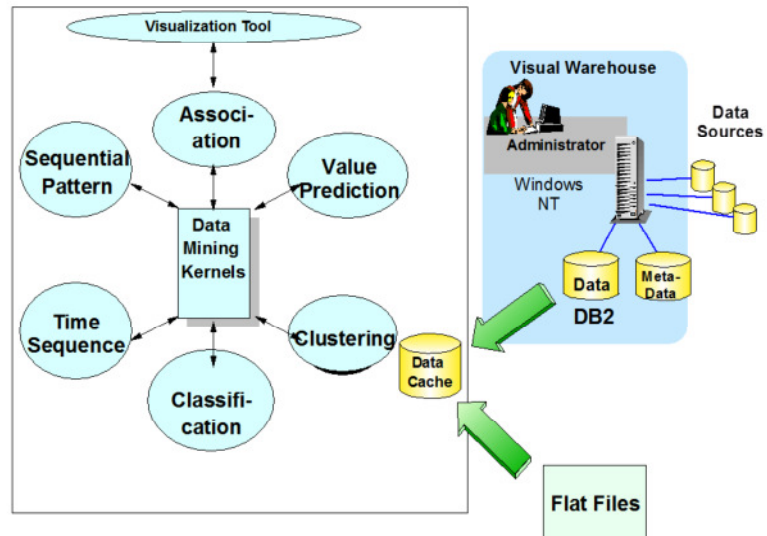 Visualization Tool
Associ-
ation
Sequential
Pattern
Value
Prediction
Data
Mining
Kernels
Time
Sequence
Clustering
Classifi-
cation
Data
Cache
Visual Warehouse
Administrator
Windows
NT
Data
Sources
Data
Meta-
Data
DB2
Flat Files